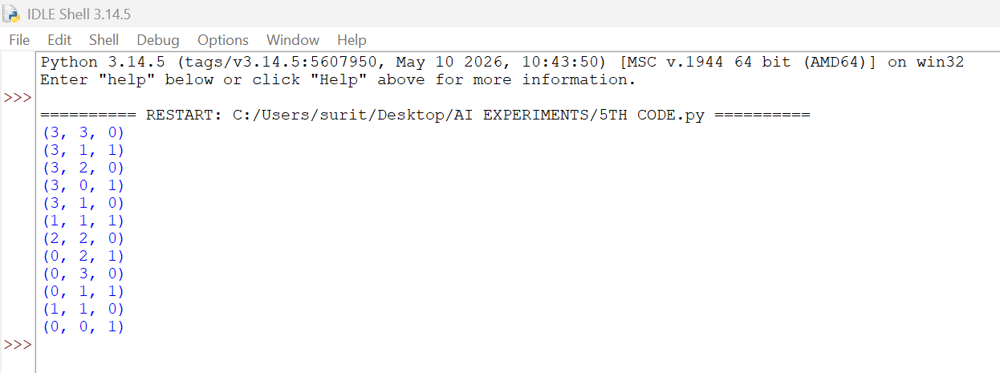 IDLE Shell 3.14.5
File Edit Shell Debug Options Window Help
Python 3.14.5 (tags/v3.14.5:5607950, May 10 2026, 10:43:50) [MSC v.1944 64 bit (AMD64)] on win32
Enter "help" below or click "Help" above for more information.
>>>
========== RESTART: C:/Users/surit/Desktop/AI EXPERIMENTS/5TH CODE.py ==========
(3, 3, 0)
(3, 1, 1)
(3, 2, 0)
(3, 0, 1)
(3, 1, 0)
(1, 1, 1)
(2, 2, 0)
(0, 2, 1)
(0, 3, 0)
(0, 1, 1)
(1, 1, 0)
(0, 0, 1)
>>>